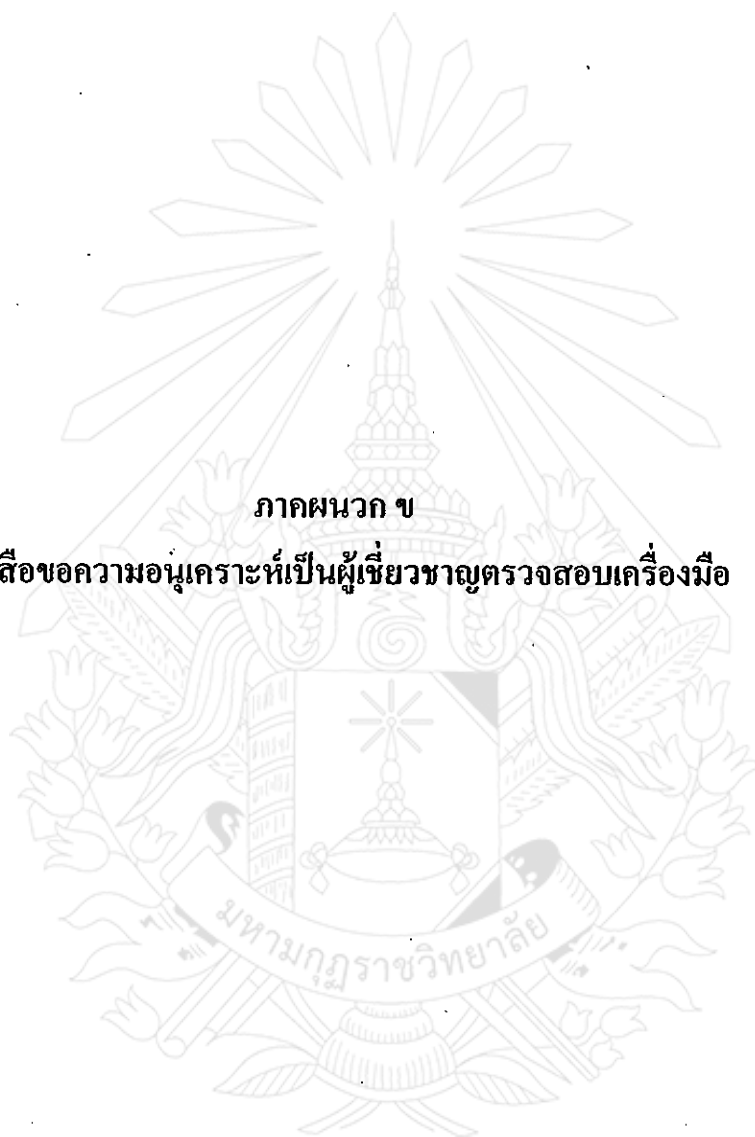 ภาคผนวก ข
สือขอความอนุเคราะห์เป็นผู้เชี่ยวชาญตรวจสอบเครื่องมือ
มหามกุฏราชวิทยาลัย